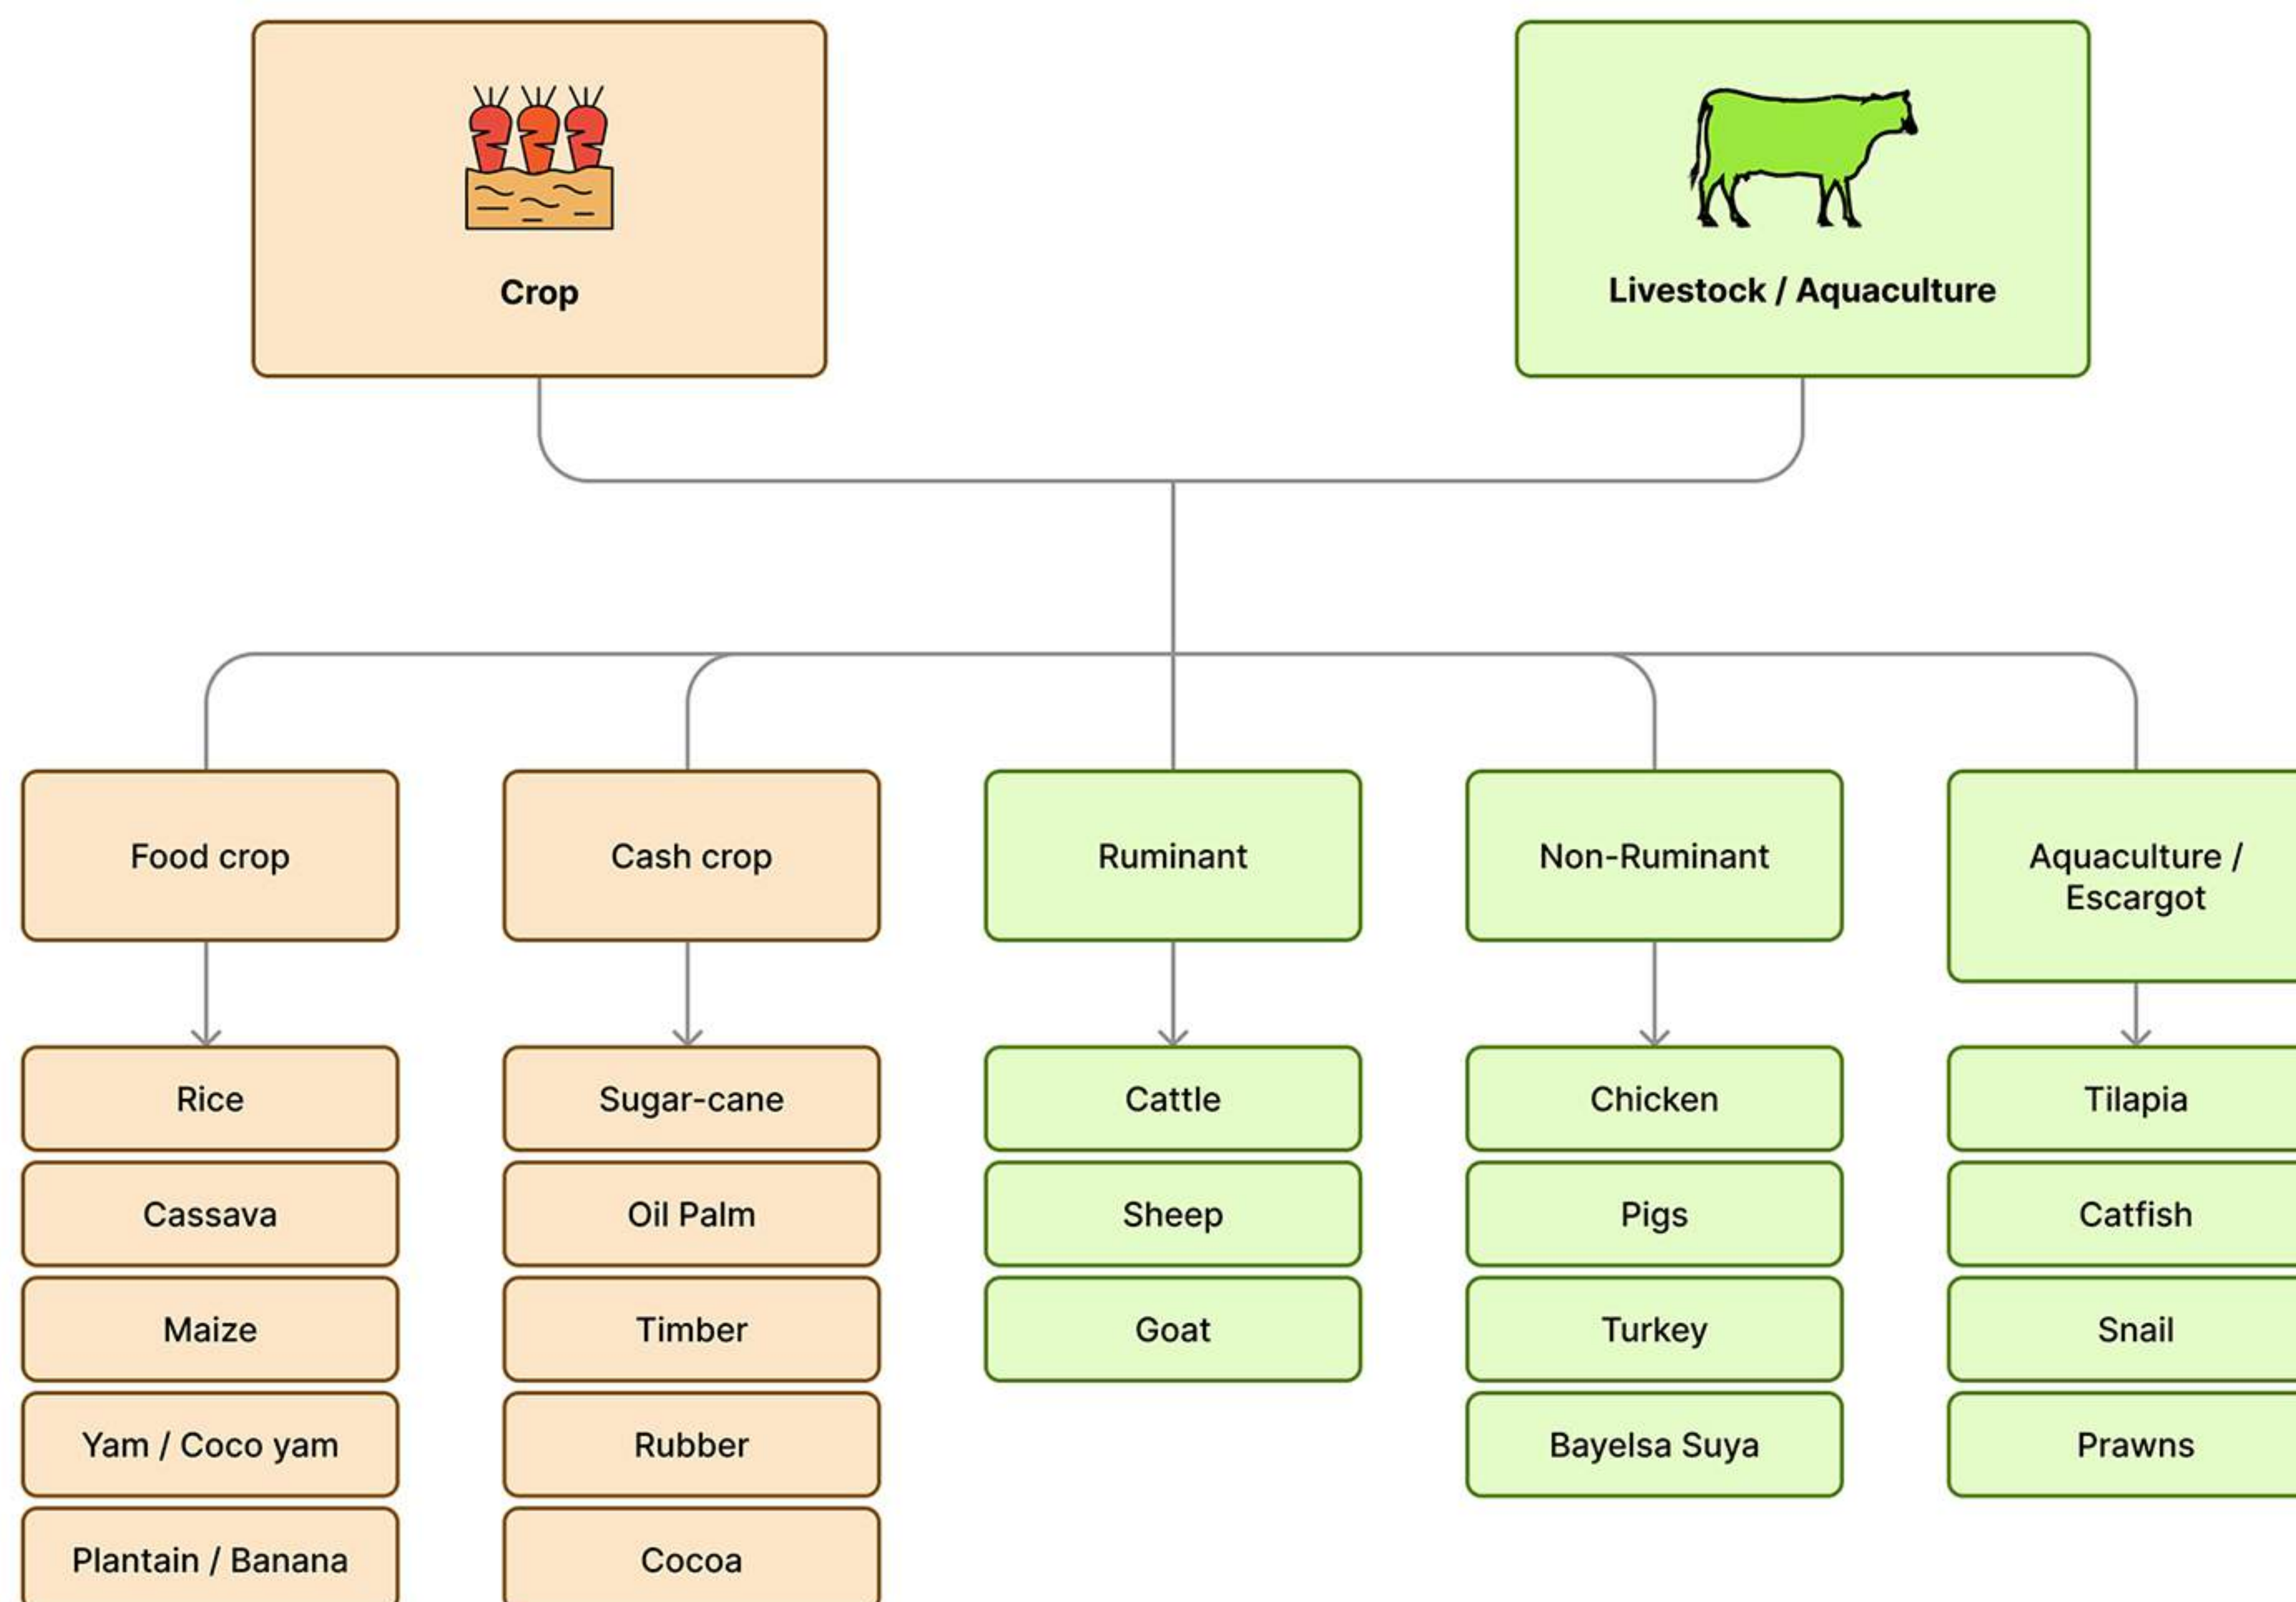 Crop
Livestock / Aquaculture
Food crop
Cash crop
Ruminant
Non-Ruminant
Aquaculture /
Escargot
Rice
Sugar-cane
Cattle
Chicken
Tilapia
Cassava
Oil Palm
Sheep
Pigs
Catfish
Maize
Timber
Goat
Turkey
Snail
Yam / Coco yam
Rubber
Bayelsa Suya
Prawns
Plantain / Banana
Cocoa